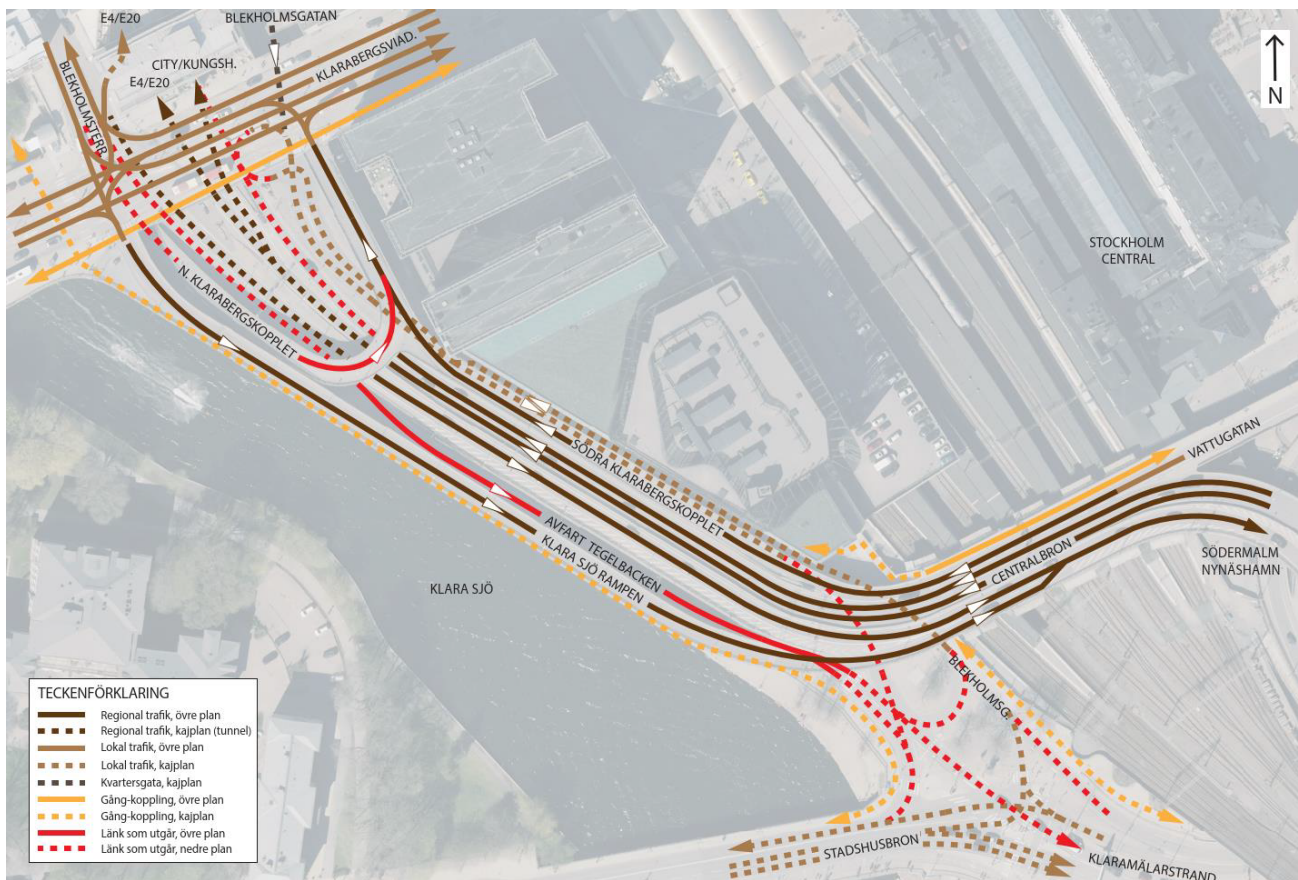 E4/E20
BLEKHOLMSGATAN
CITY/KUNGSH.
E4/E20
KLARABERGSVIAD.
BLEKHOLMSTERR.
N
N. KLARABERGSKOPPLET
STOCKHOLM
CENTRAL
SÖDRA KLARABERGSKOPPLET
VATTUGATAN
AVFART TEGELBACKEN
KLARA SJÖ RAMPEN
CENTRALBRON
SÖDERMALM
NYNÄSHAMN
KLARA SJÖ
BLEKHOLMSG.
STADSHUSBRON
KLARAMÄLARSTRAND
TECKENFÖRKLARING
Regional trafik, övre plan
Regional trafik, kajplan (tunnel)
Lokal trafik, övre plan
Lokal trafik, kajplan
Kvartersgata, kajplan
Gång-koppling, övre plan
Gång-koppling, kajplan
Länk som utgår, övre plan
Länk som utgår, nedre plan